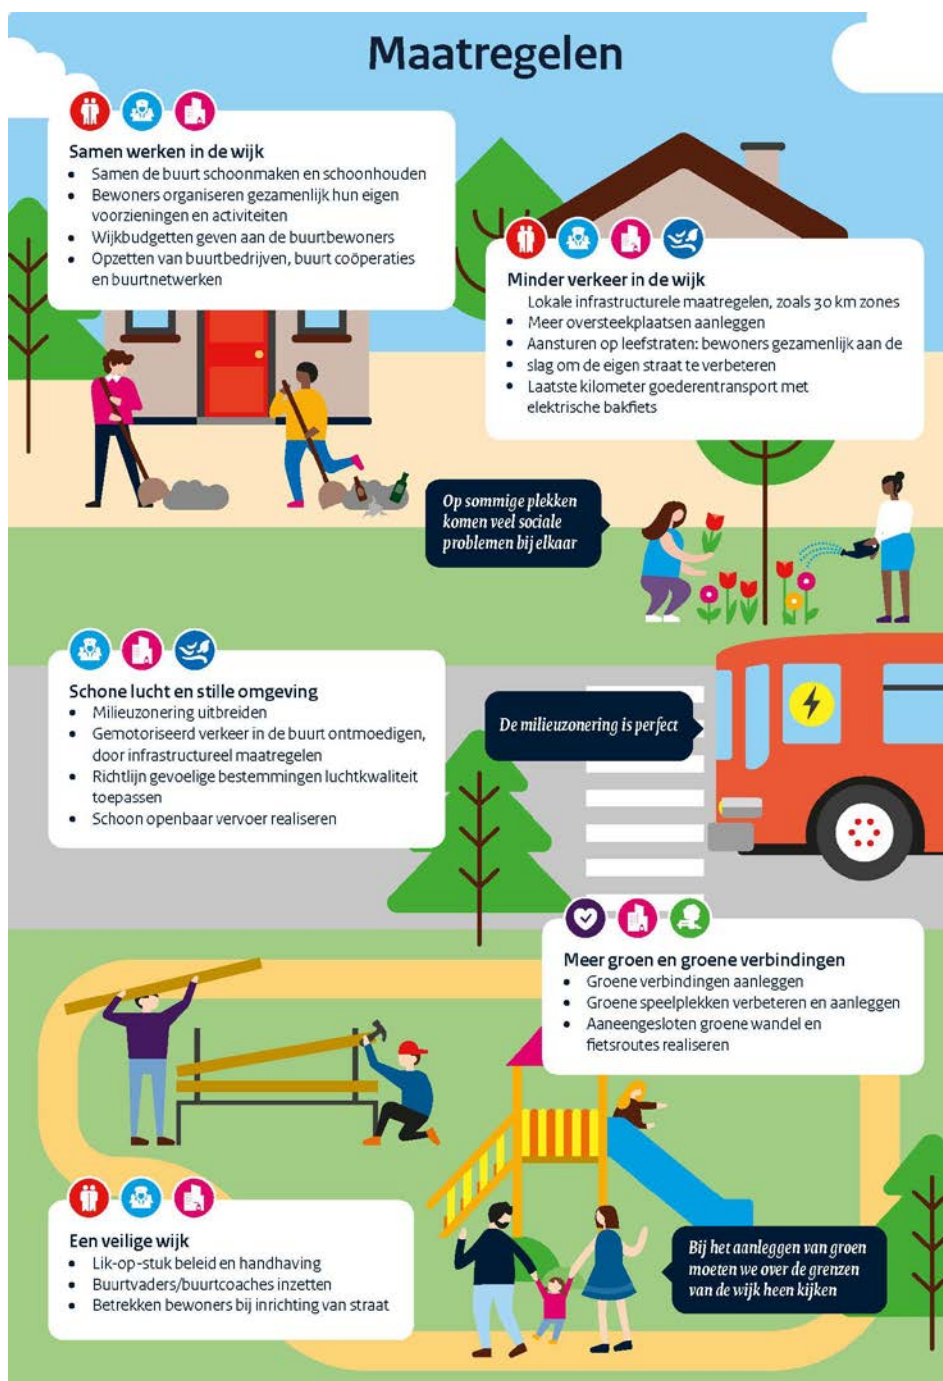 Maatregelen
Samen werken in de wijk
• Samen de buurt schoonmaken en schoonhouden
• Bewoners organiseren gezamenlijk hun eigen
voorzieningen en activiteiten
• Wijkbudgetten geven aan de buurtbewoners
• Opzetten van buurtbedrijven, buurt coöperaties
en buurtnetwerken
Minder verkeer in de wijk
Lokale infrastructurele maatregelen, zoals 30 km zones
• Meer oversteekplaatsen aanleggen
• Aansturen op leefstraten: bewoners gezamenlijk aan de
• slag om de eigen straat te verbeteren
• Laatste kilometer goederentransport met
elektrische bakfiets
Op sommige plekken
komen veel sociale
problemen bij elkaar
Schone lucht en stille omgeving
• Milieuzonering uitbreiden
• Gemotoriseerd verkeer in de buurt ontmoedigen,
door infrastructureel maatregelen
• Richtlijn gevoelige bestemmingen luchtkwaliteit
toepassen
• Schoon openbaar vervoer realiseren
De milieuzonering is perfect
Meer groen en groene verbindingen
• Groene verbindingen aanleggen
• Groene speelplekken verbeteren en aanleggen
• Aaneengesloten groene wandel en
fietsroutes realiseren
Een veilige wijk
• Lik-op-stuk beleid en handhaving
• Buurtvaders/buurtcoaches inzetten
• Betrekken bewoners bij inrichting van straat
Bij het aanleggen van groen
moeten we over de grenzen
van de wijk heen kijken